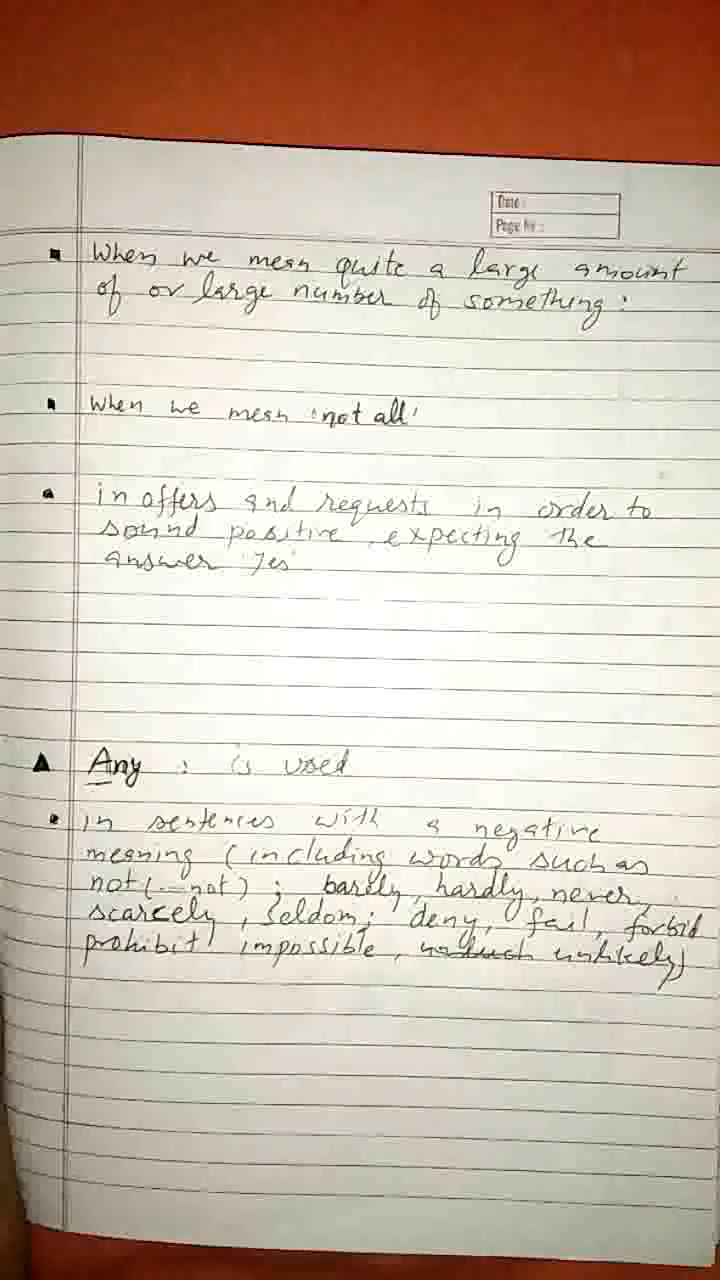 Date :
Page No :
When we mean quite a large amount
of or large number of something :
When we mean 'not all'
in offers and requests in order to
sound positive, expecting the
answer 'Yes'
Any : is used
in sentences with a negative
meaning (including words such as
not (-n't) ; barely, hardly, never,
scarcely, seldom; deny, fail, forbid
prohibit impossible, unlikely)